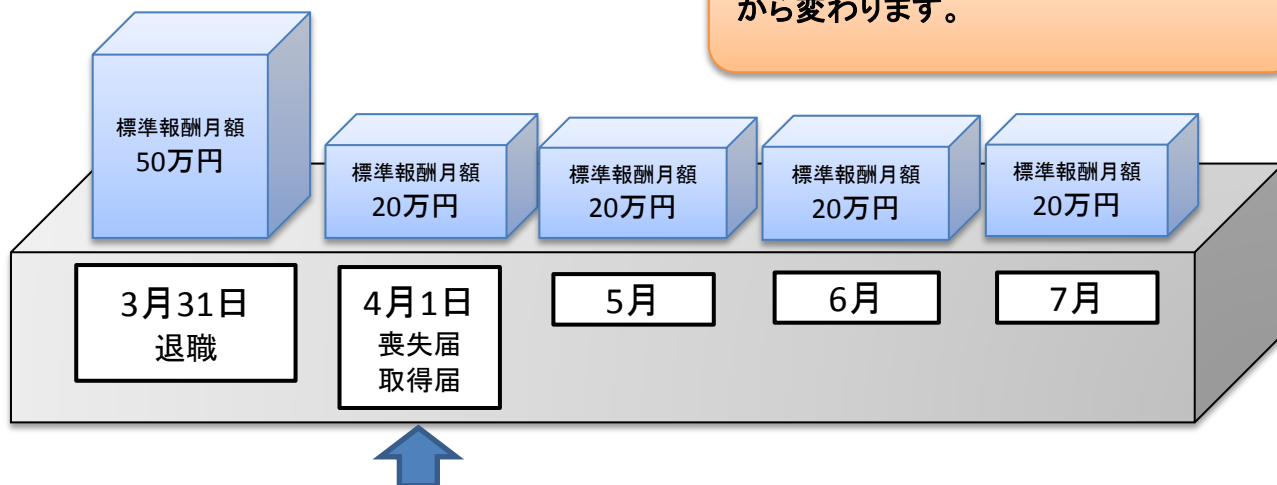 から変わります。
標準報酬月額
50万円
標準報酬月額
20万円
標準報酬月額
20万円
標準報酬月額
20万円
標準報酬月額
20万円
3月31日
退職
4月1日
喪失届
取得届
5月
6月
7月